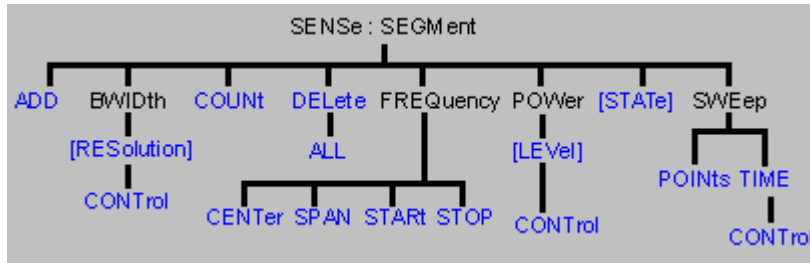 SENSe : SEGMent
ADD BWIDth COUNt DELete FREQuency POWer [STATe] SWEep
[RESolution] ALL [LEVel]
POINts TIME
CONTrol
CENTer SPAN STARt STOP CONTrol
CONTrol